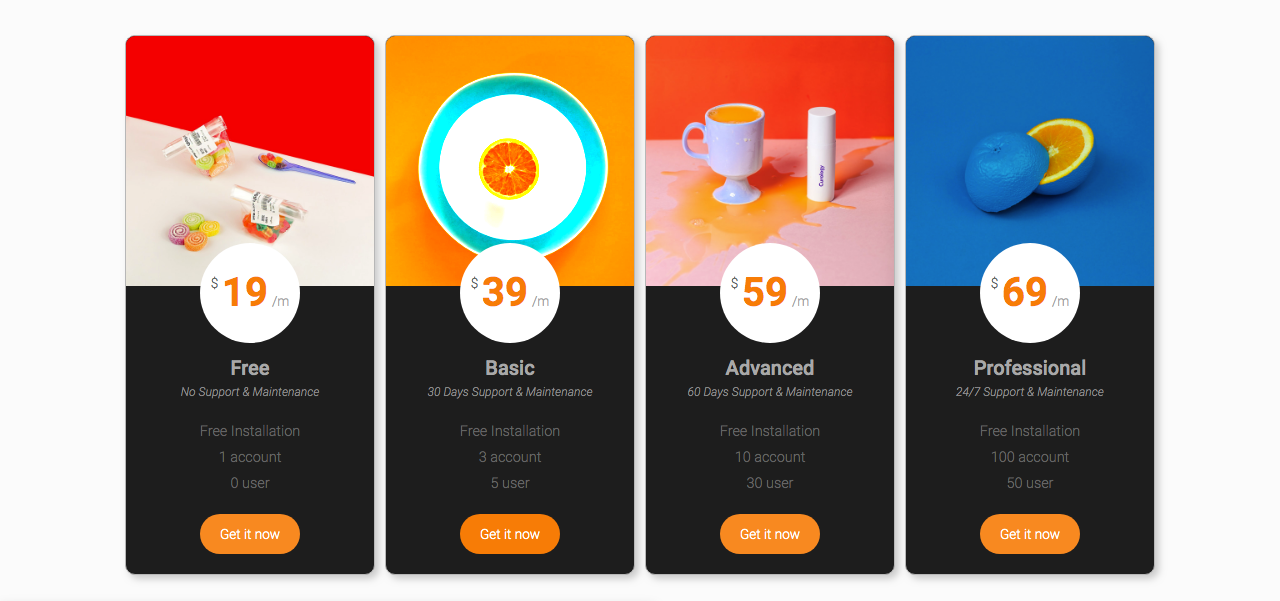 $ 19 /m
Free
No Support & Maintenance
Free Installation
1 account
0 user
Get it now
$ 39 /m
Basic
30 Days Support & Maintenance
Free Installation
3 account
5 user
Get it now
Curology
$ 59 /m
Advanced
60 Days Support & Maintenance
Free Installation
10 account
30 user
Get it now
$ 69 /m
Professional
24/7 Support & Maintenance
Free Installation
100 account
50 user
Get it now